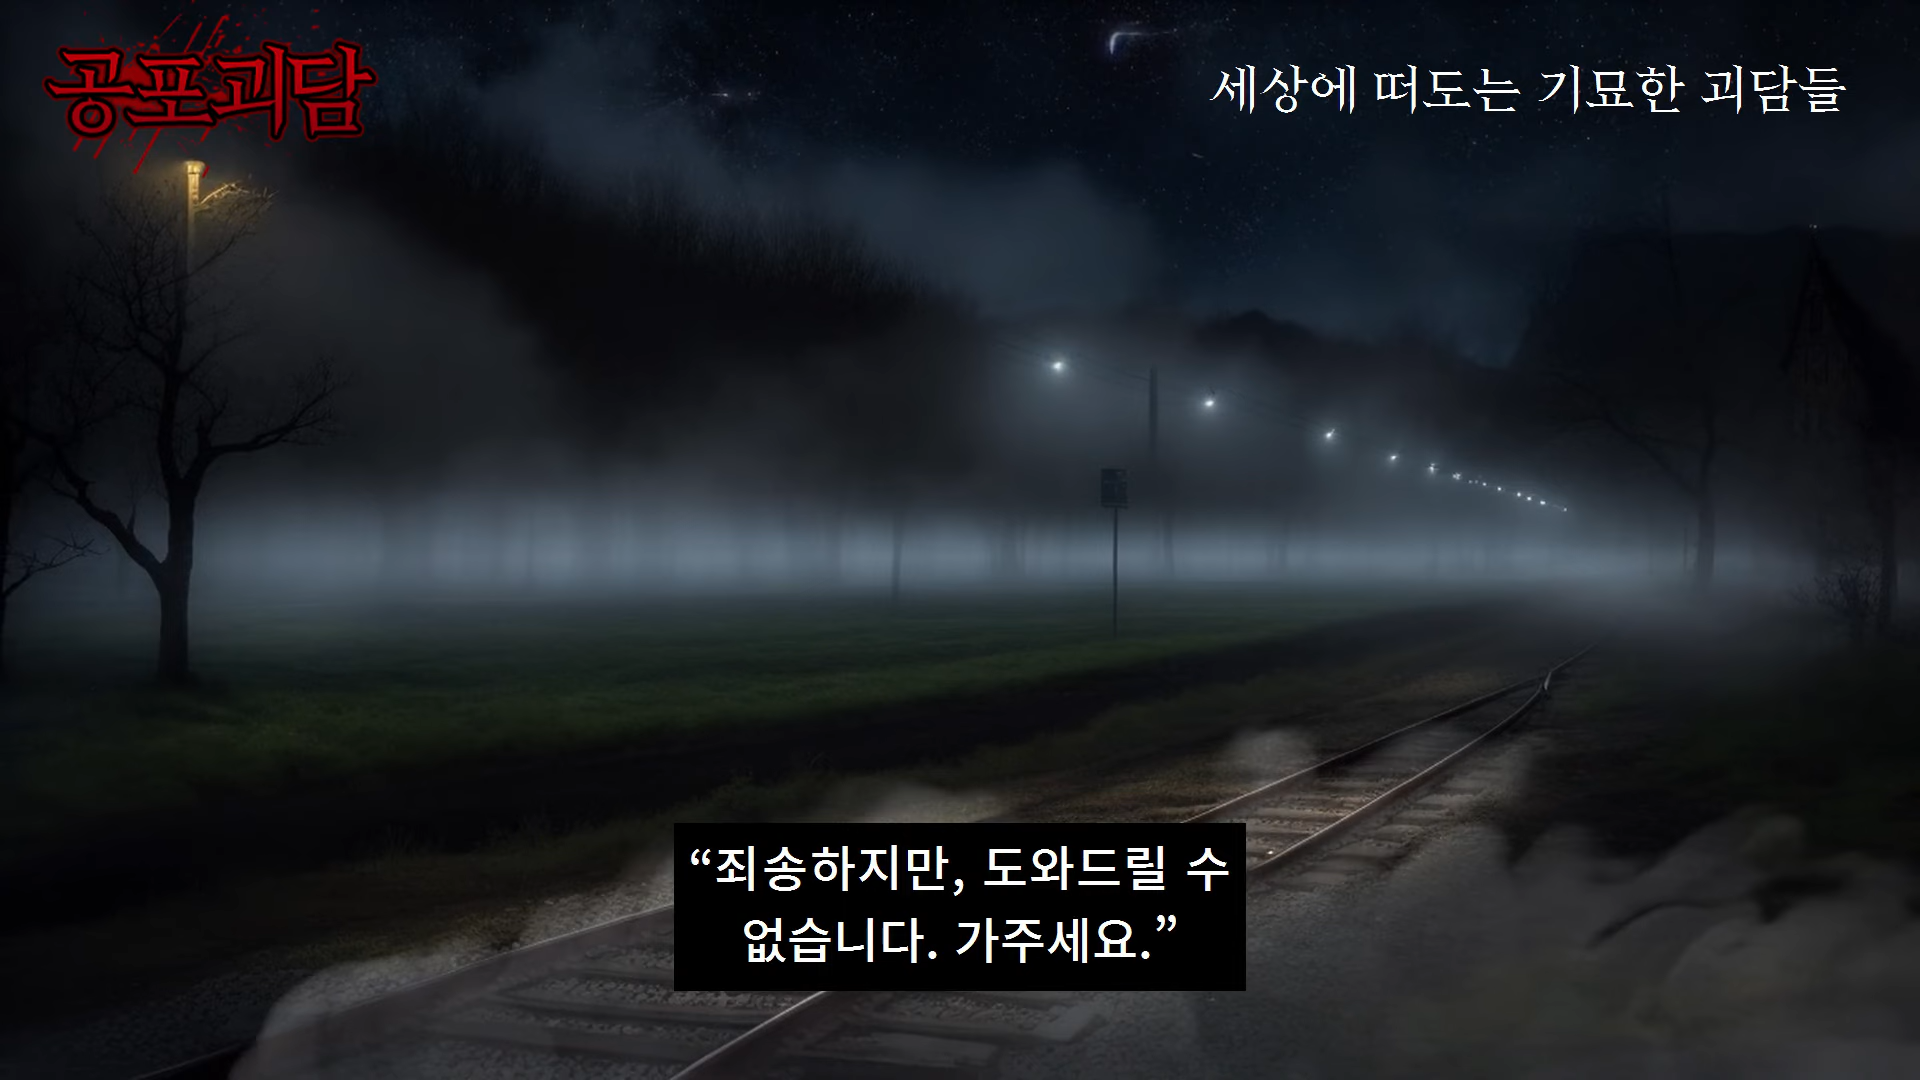 공포괴담
세상에 떠도는 기묘한 괴담들
“죄송하지만, 도와드릴 수
없습니다. 가주세요.”